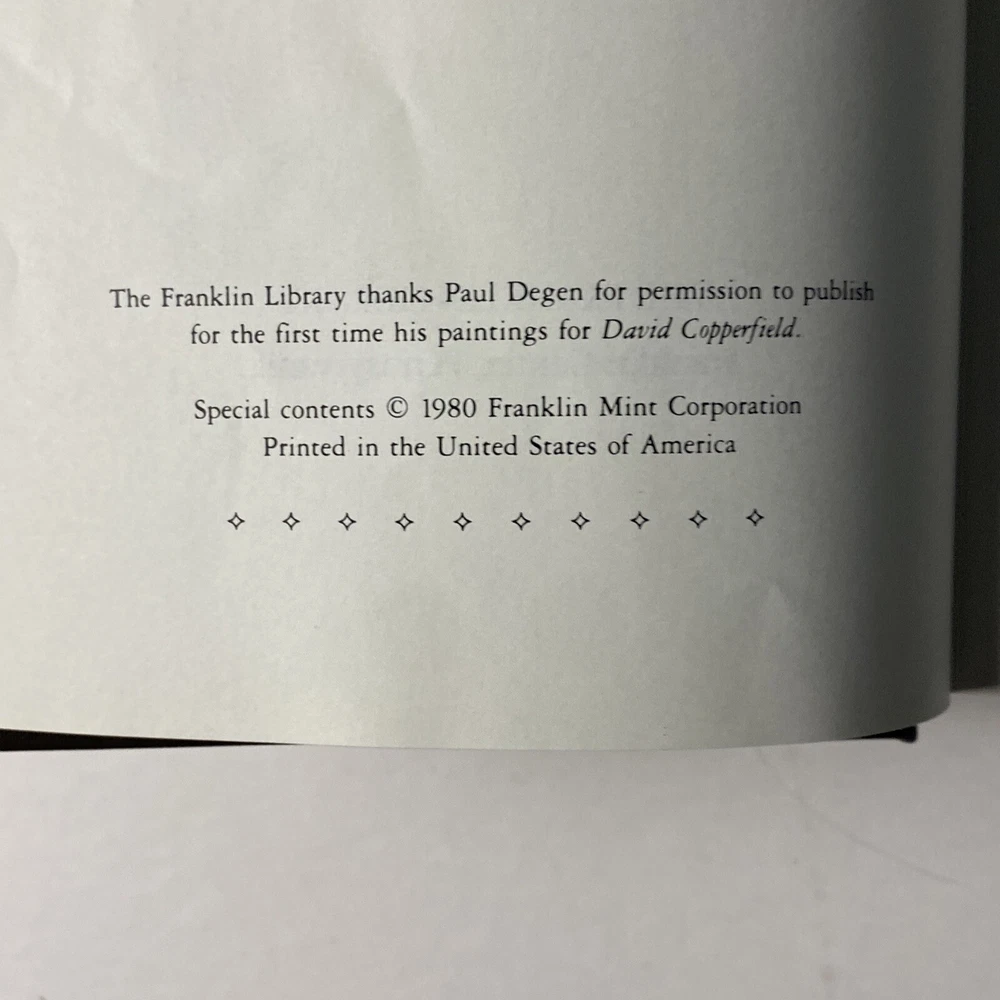 The Franklin Library thanks Paul Degen for permission to publish
for the first time his paintings for David Copperfield.
Special contents © 1980 Franklin Mint Corporation
Printed in the United States of America